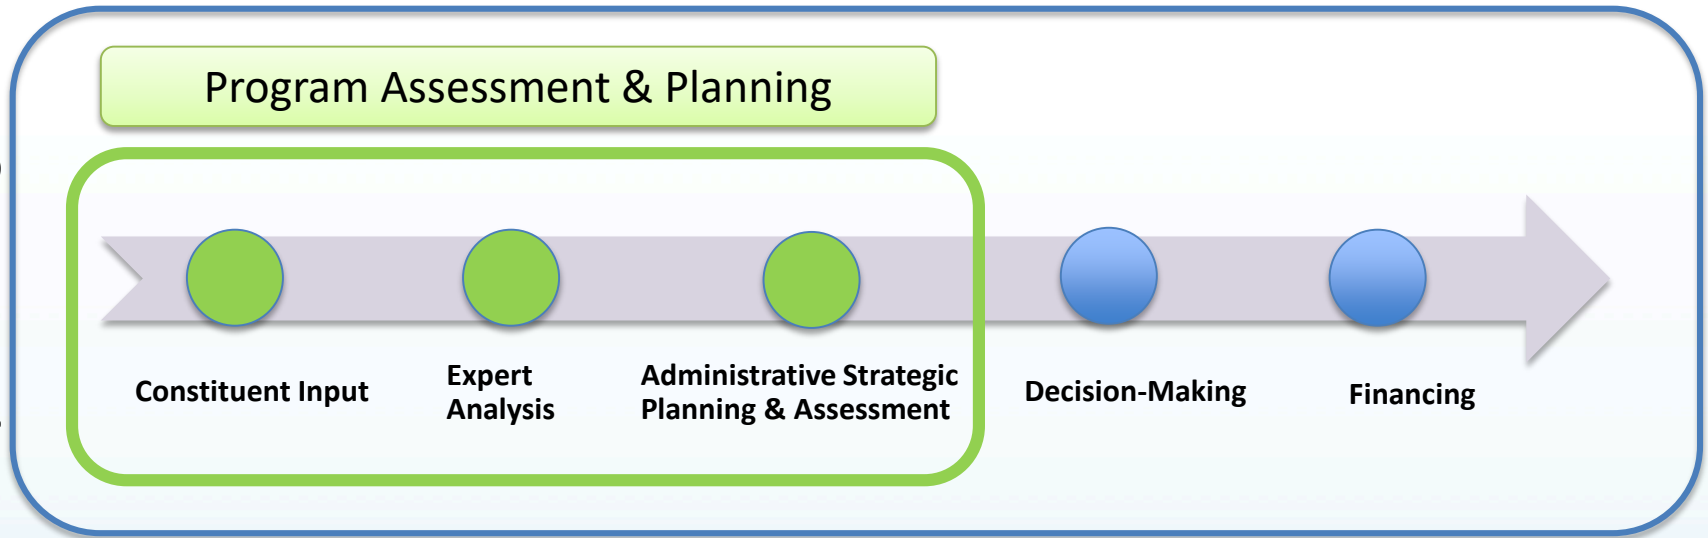 Program Assessment & Planning
Constituent Input
Expert
Analysis
Administrative Strategic
Planning & Assessment
Decision-Making
Financing